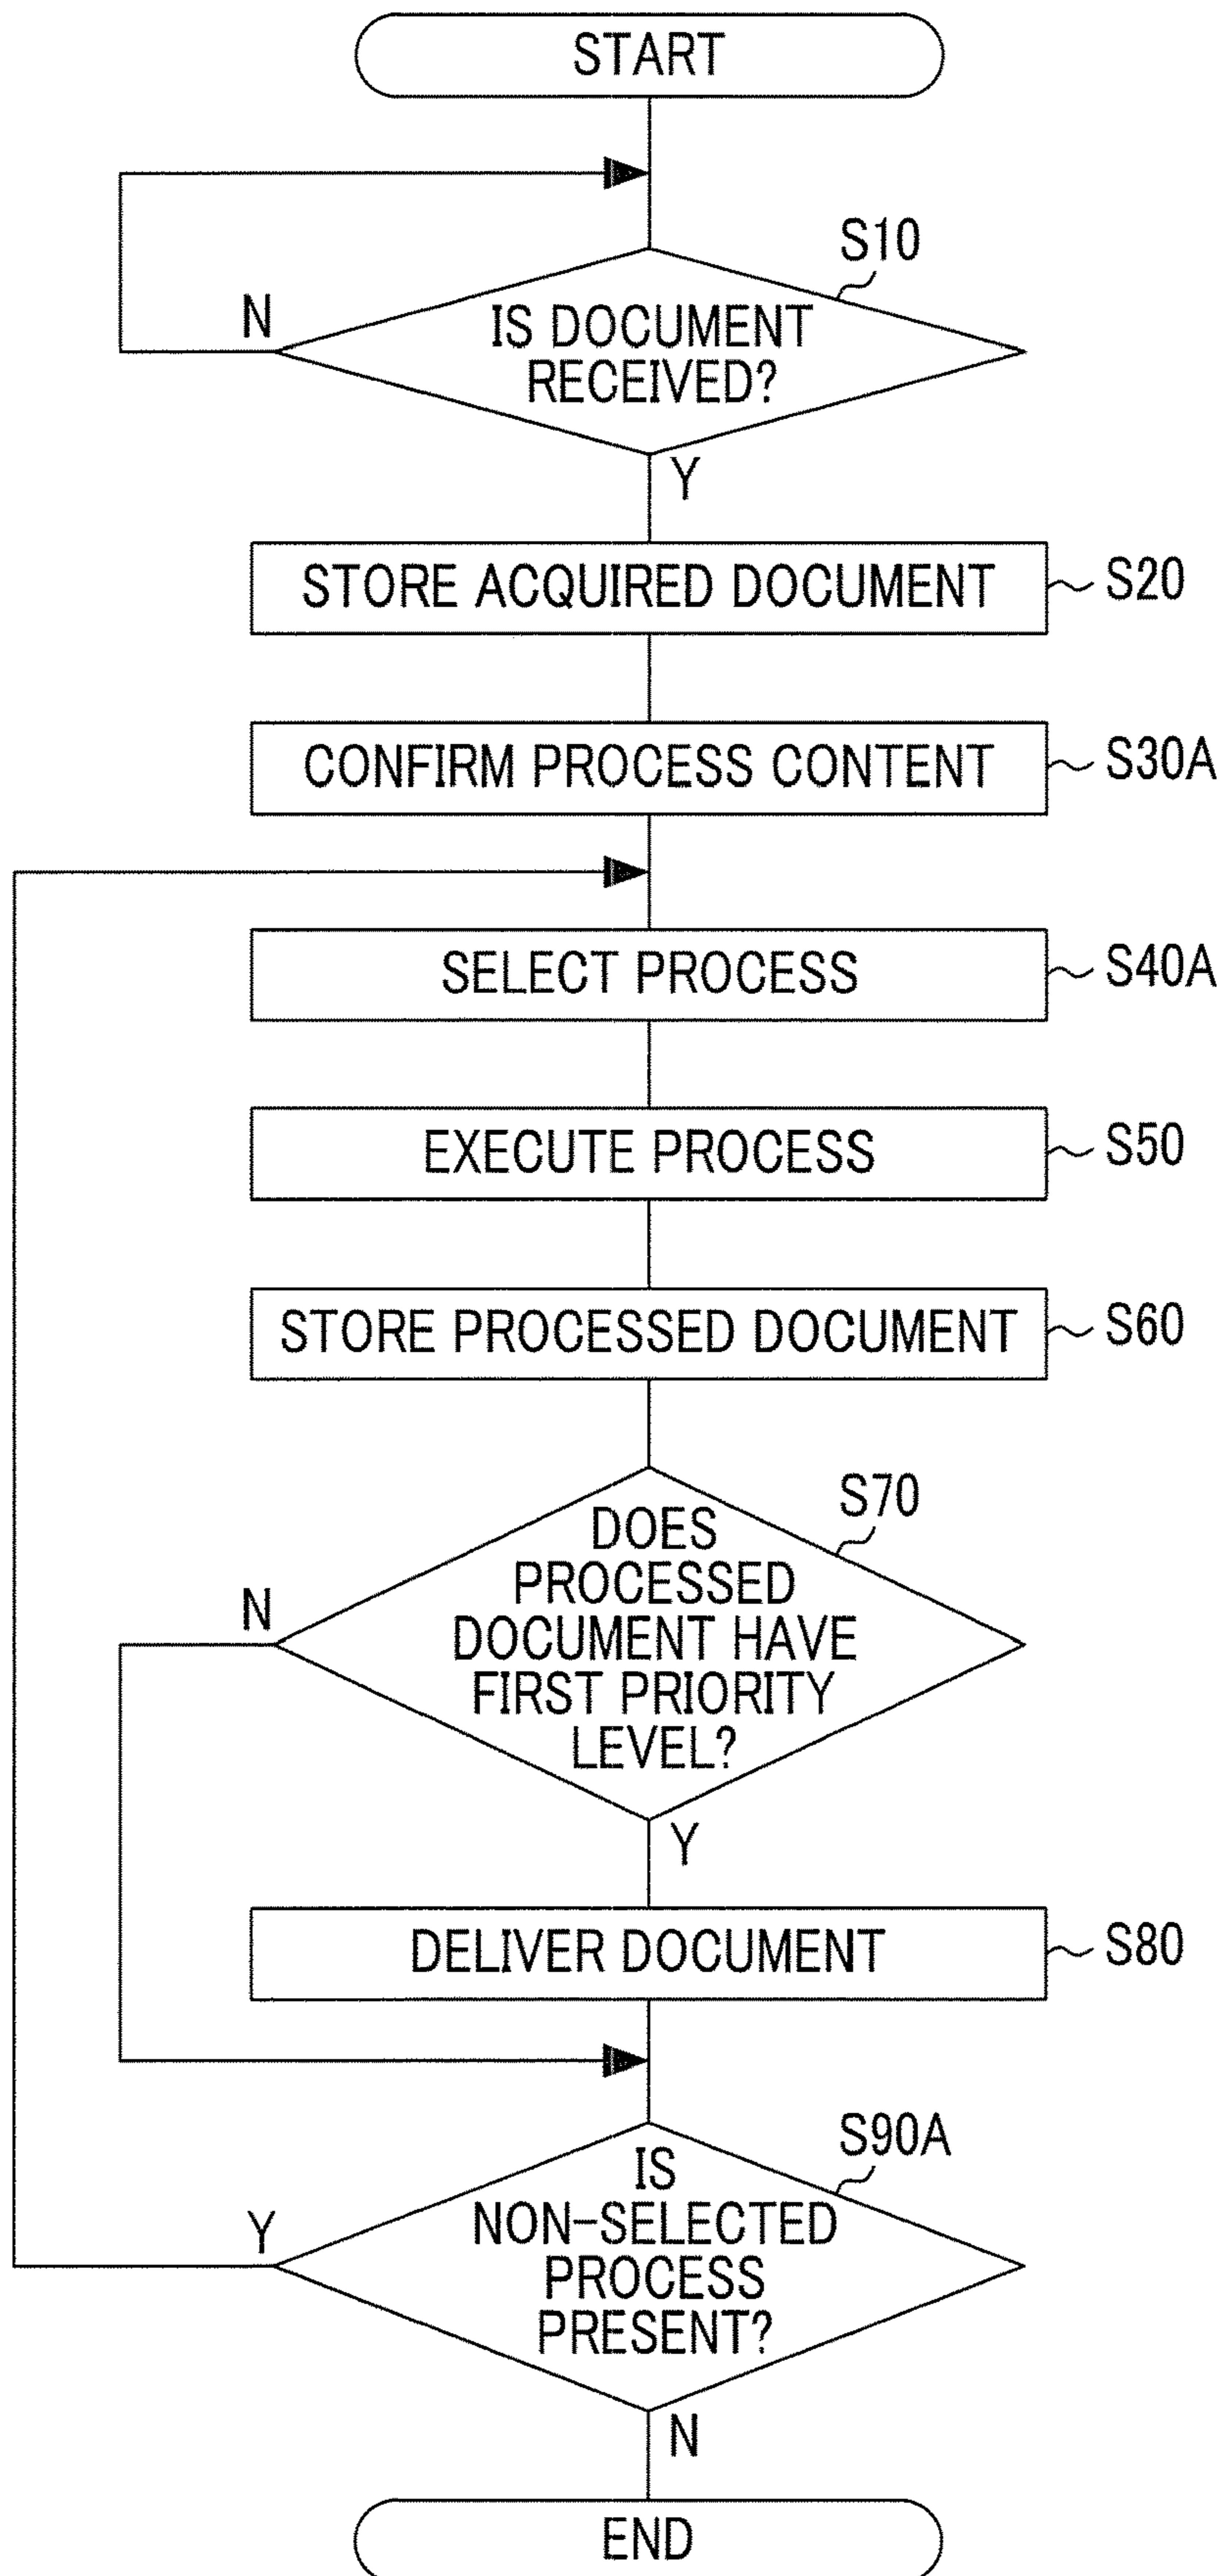 START
S10
N
IS DOCUMENT
RECEIVED?
Y
STORE ACQUIRED DOCUMENT
S20
CONFIRM PROCESS CONTENT
S30A
SELECT PROCESS
S40A
EXECUTE PROCESS
S50
STORE PROCESSED DOCUMENT
S60
S70
DOES
PROCESSED
N
DOCUMENT HAVE
FIRST PRIORITY
LEVEL?
Y
DELIVER DOCUMENT
S80
S90A
IS
NON-SELECTED
Y
PROCESS
PRESENT?
N
END